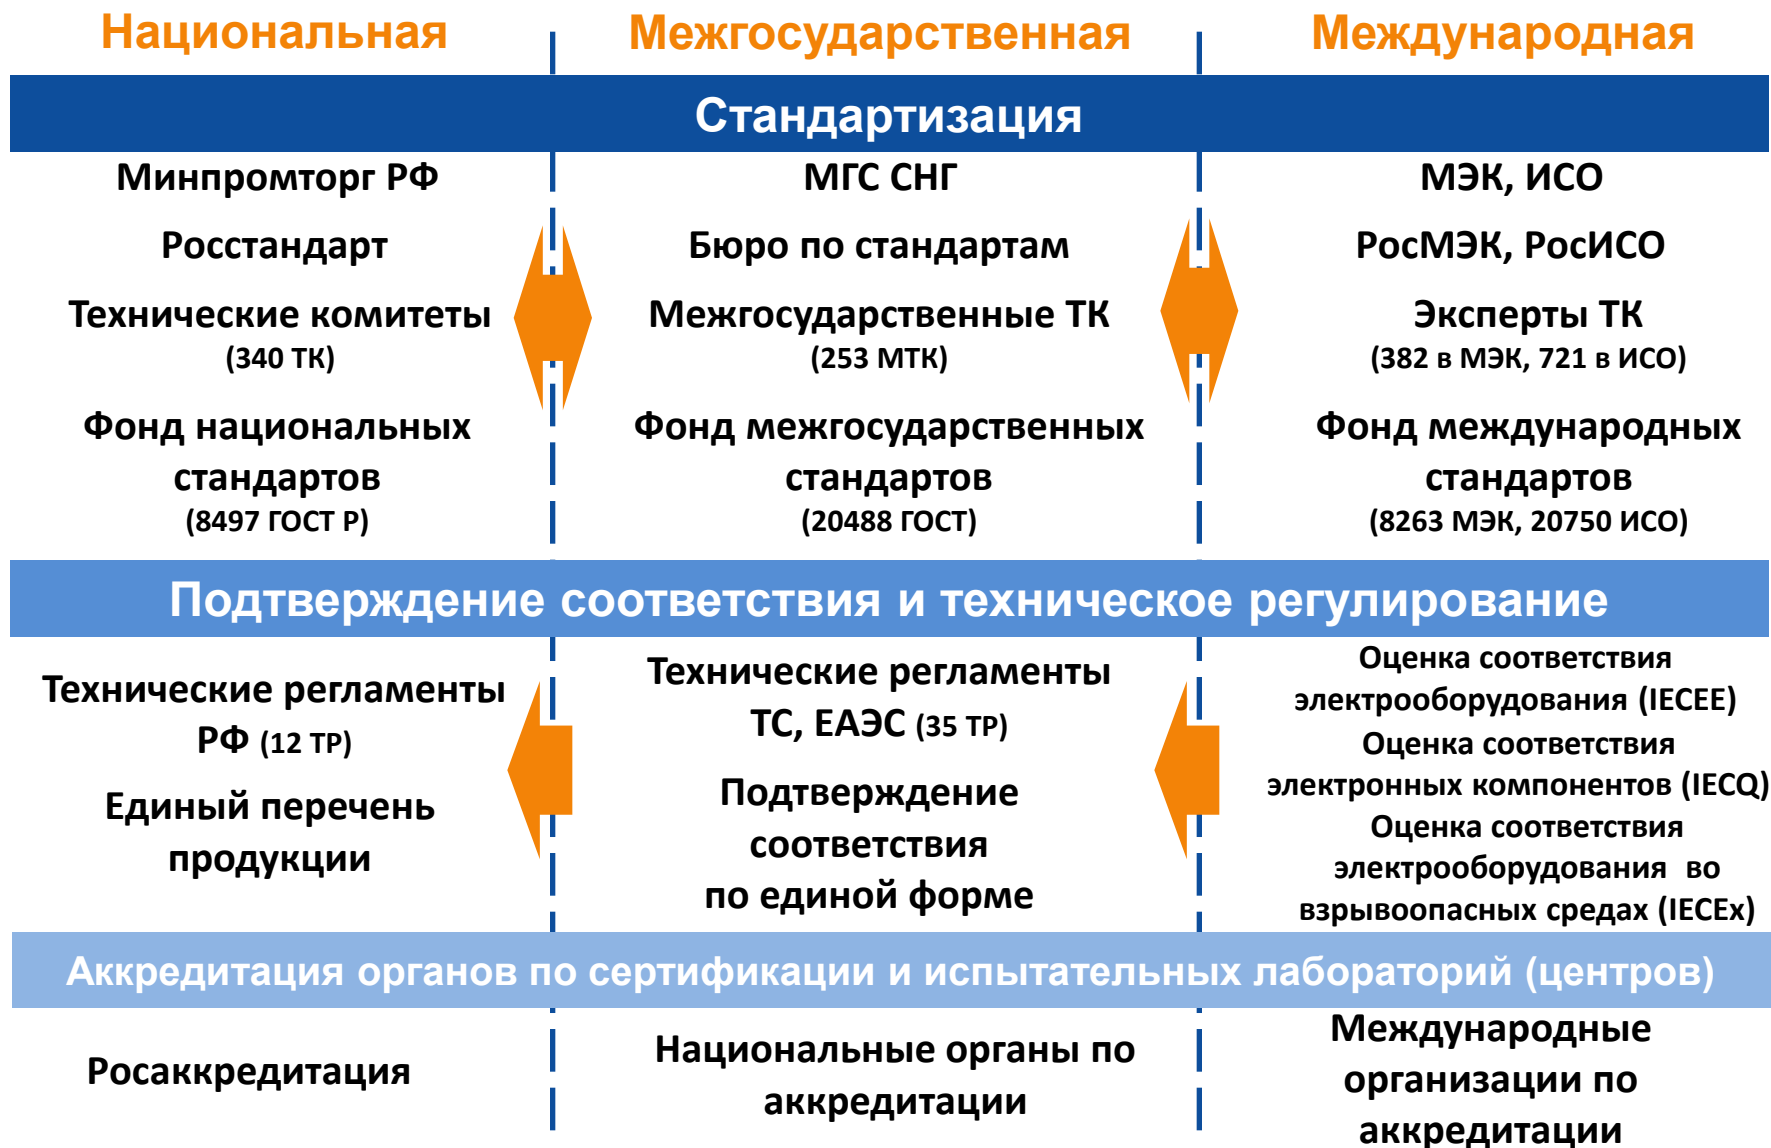 Национальная
Межгосударственная
Международная
Стандартизация
Минпромторг РФ
Росстандарт
Технические комитеты
(340 ТК)
Фонд национальных
стандартов
(8497 ГОСТ Р)
МГС СНГ
Бюро по стандартам
Межгосударственные ТК
(253 МТК)
Фонд межгосударственных
стандартов
(20488 ГОСТ)
МЭК, ИСО
РосМЭК, РосИСО
Эксперты ТК
(382 в МЭК, 721 в ИСО)
Фонд международных
стандартов
(8263 МЭК, 20750 ИСО)
Подтверждение соответствия и техническое регулирование
Технические регламенты
РФ (12 ТР)
Единый перечень
продукции
Технические регламенты
ТС, ЕАЭС (35 ТР)
Подтверждение
соответствия
по единой форме
Оценка соответствия
электрооборудования (IECEE)
Оценка соответствия
электронных компонентов (IECQ)
Оценка соответствия
электрооборудования во
взрывоопасных средах (IECEx)
Аккредитация органов по сертификации и испытательных лабораторий (центров)
Росаккредитация
Национальные органы по
аккредитации
Международные
организации по
аккредитации